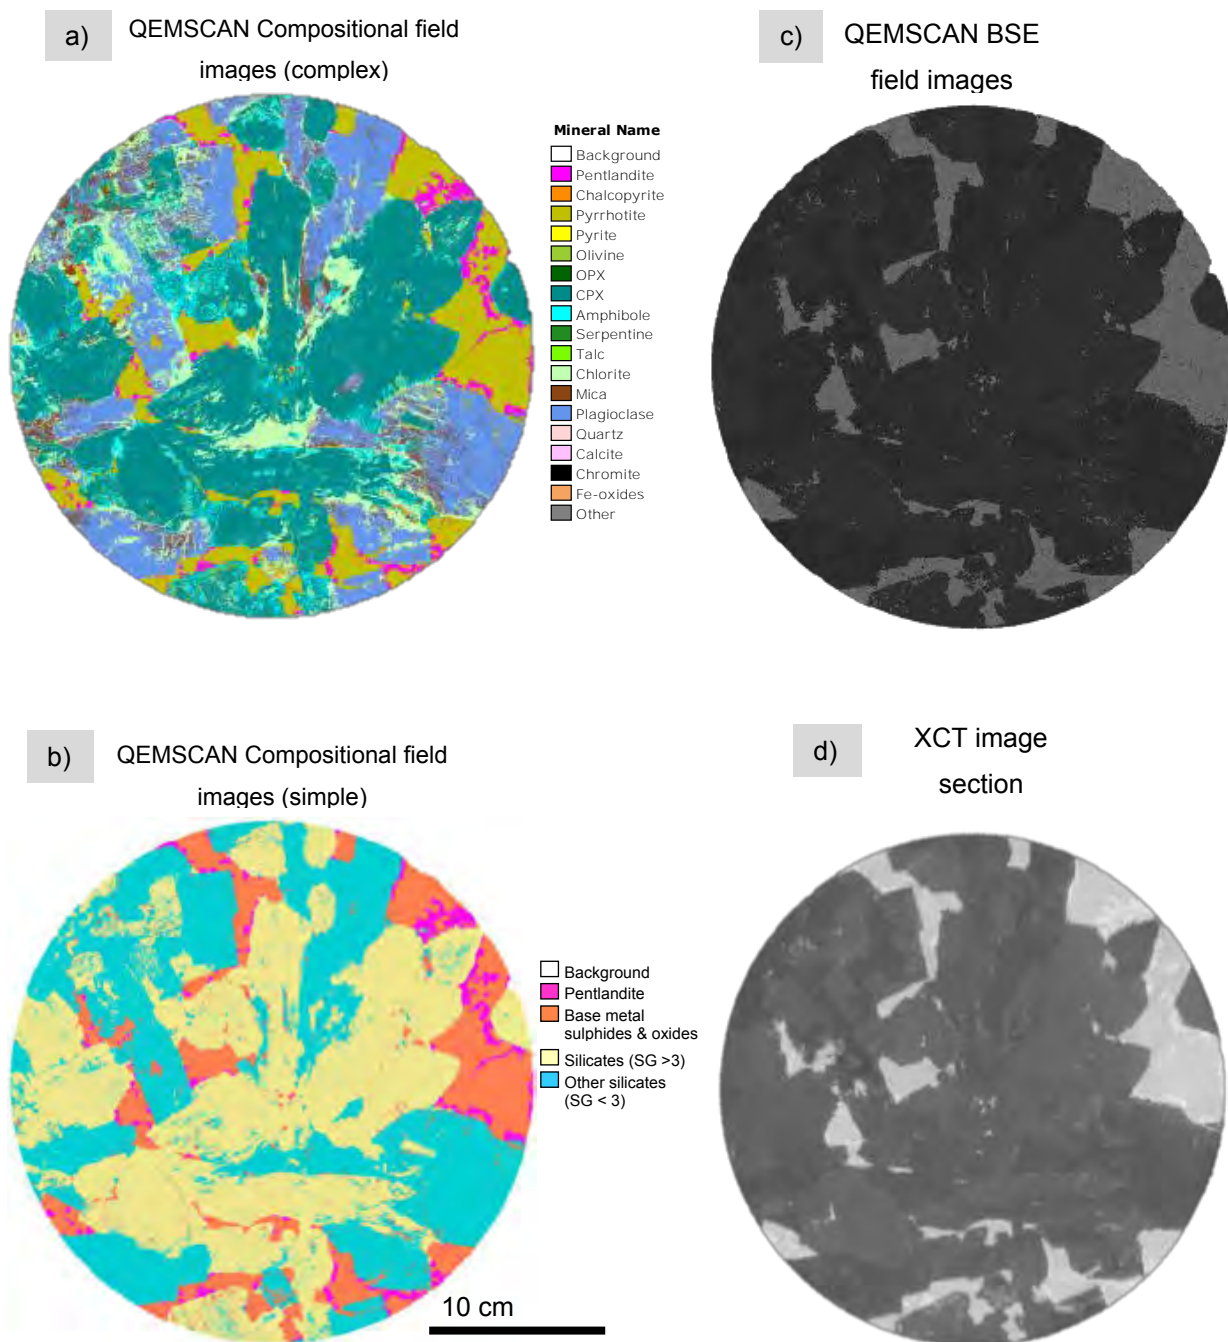 a)
QEMSCAN Compositional field
images (complex)
Mineral Name
Background
Pentlandite
Chalcopyrite
Pyrrhotite
Pyrite
Olivine
OPX
CPX
Amphibole
Serpentine
Talc
Chlorite
Mica
Plagioclase
Quartz
Calcite
Chromite
Fe-oxides
Other
c)
QEMSCAN BSE
field images
b)
QEMSCAN Compositional field
images (simple)
Background
Pentlandite
Base metal
sulphides & oxides
Silicates (SG >3)
Other silicates
(SG < 3)
10 cm
d)
XCT image
section